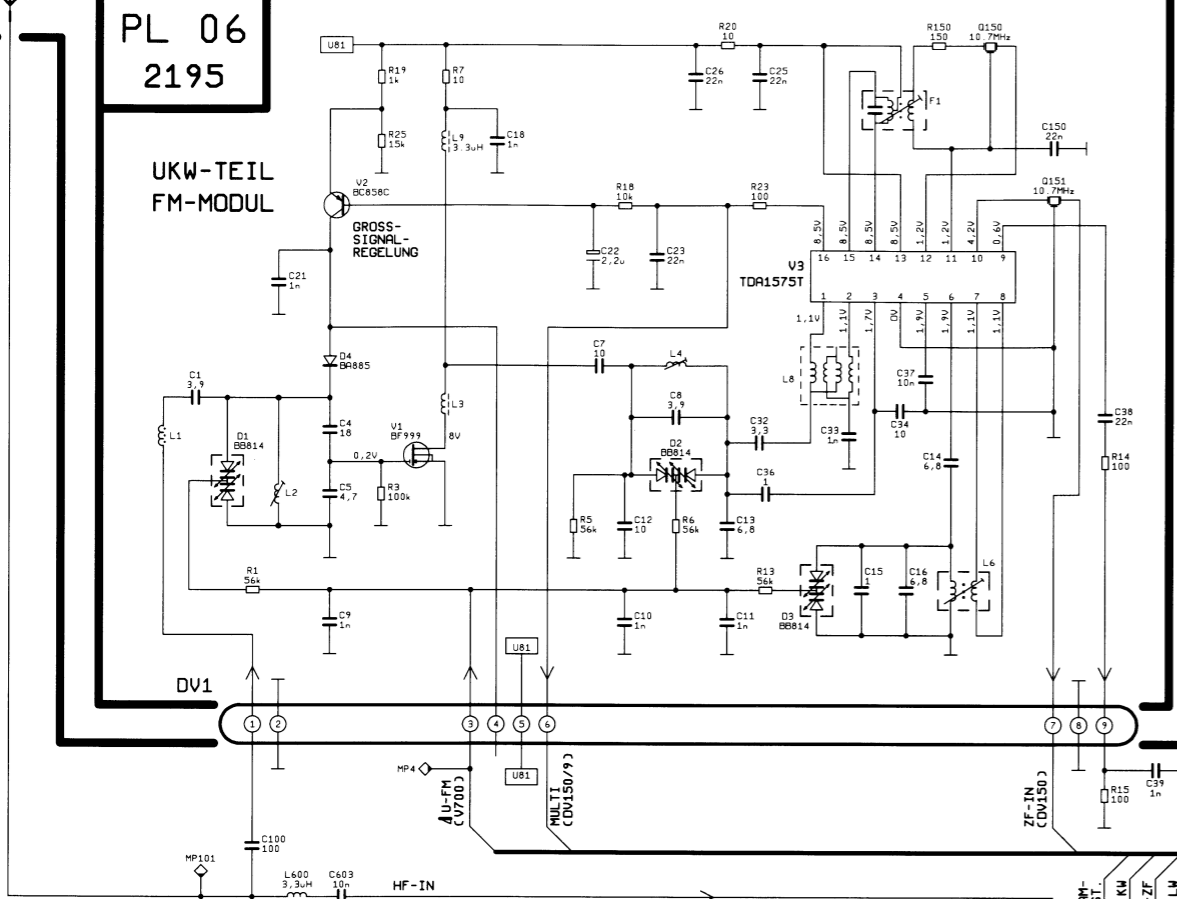 PL 06
2195
UKW-TEIL
FM-MODUL
U81
R19
1k
R7
10
R20
10
C26
22n
C25
22n
R150
150
Q150
10.7MHz
F1
R25
15k
L9
3.3uH
C18
1n
C150
22n
V2
BC858C
GROSS-
SIGNAL-
REGELUNG
R18
10k
R23
100
Q151
10.7MHz
C21
1n
C22
2,2u
C23
22n
8,5V
8,5V
8,5V
8,5V
1,2V
1,2V
4,2V
0,6V
16
15
14
13
12
11
10
9
V3
TDA1575T
1
2
3
4
5
6
7
8
1,1V
1,1V
1,7V
0V
1,9V
1,9V
1,1V
1,1V
D4
BA885
C7
10
L4
L8
C37
10n
C1
3,9
L3
C8
3,9
C34
10
C38
22n
L1
D1
BB814
C4
18
V1
BF999
8V
D2
BB814
C32
3,3
C33
1n
0,2V
C14
6,8
R14
100
L2
C5
4,7
R3
100k
C36
1
R5
56k
C12
10
R6
56k
C13
6,8
R1
56k
R13
56k
C15
1
C16
6,8
L6
C9
1n
C10
1n
C11
1n
D3
BB814
U81
DV1
1
2
3
4
5
6
7
8
9
MP4
U81
⊿U-FM
(V700)
MULTI
(DV150/9)
ZF-IN
(DV150)
R15
100
C39
1n
C100
100
MP101
L600
3,3uH
C603
10n
HF-IN
KW
LW